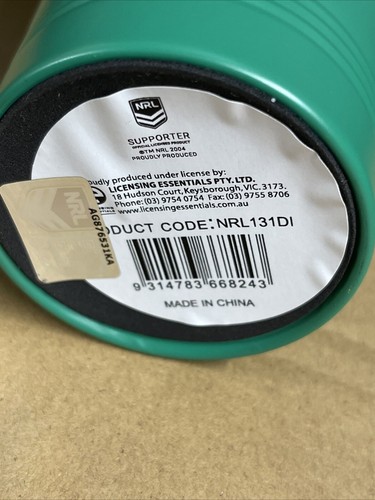 NRL
SUPPORTER
OFFICIAL LICENSED PRODUCT
©TM NRL 2004
PROUDLY PRODUCED
oudly produced under license by:
LICENSING ESSENTIALS PTY. LTD.
18 Hudson Court, Keysborough, VIC. 3173.
Phone: (03) 9754 0754 Fax: (03) 9755 8706
www.licensingessentials.com.au
DUCT CODE: NRL131DI
9 314783 668243
MADE IN CHINA
NRL
AG876531KA